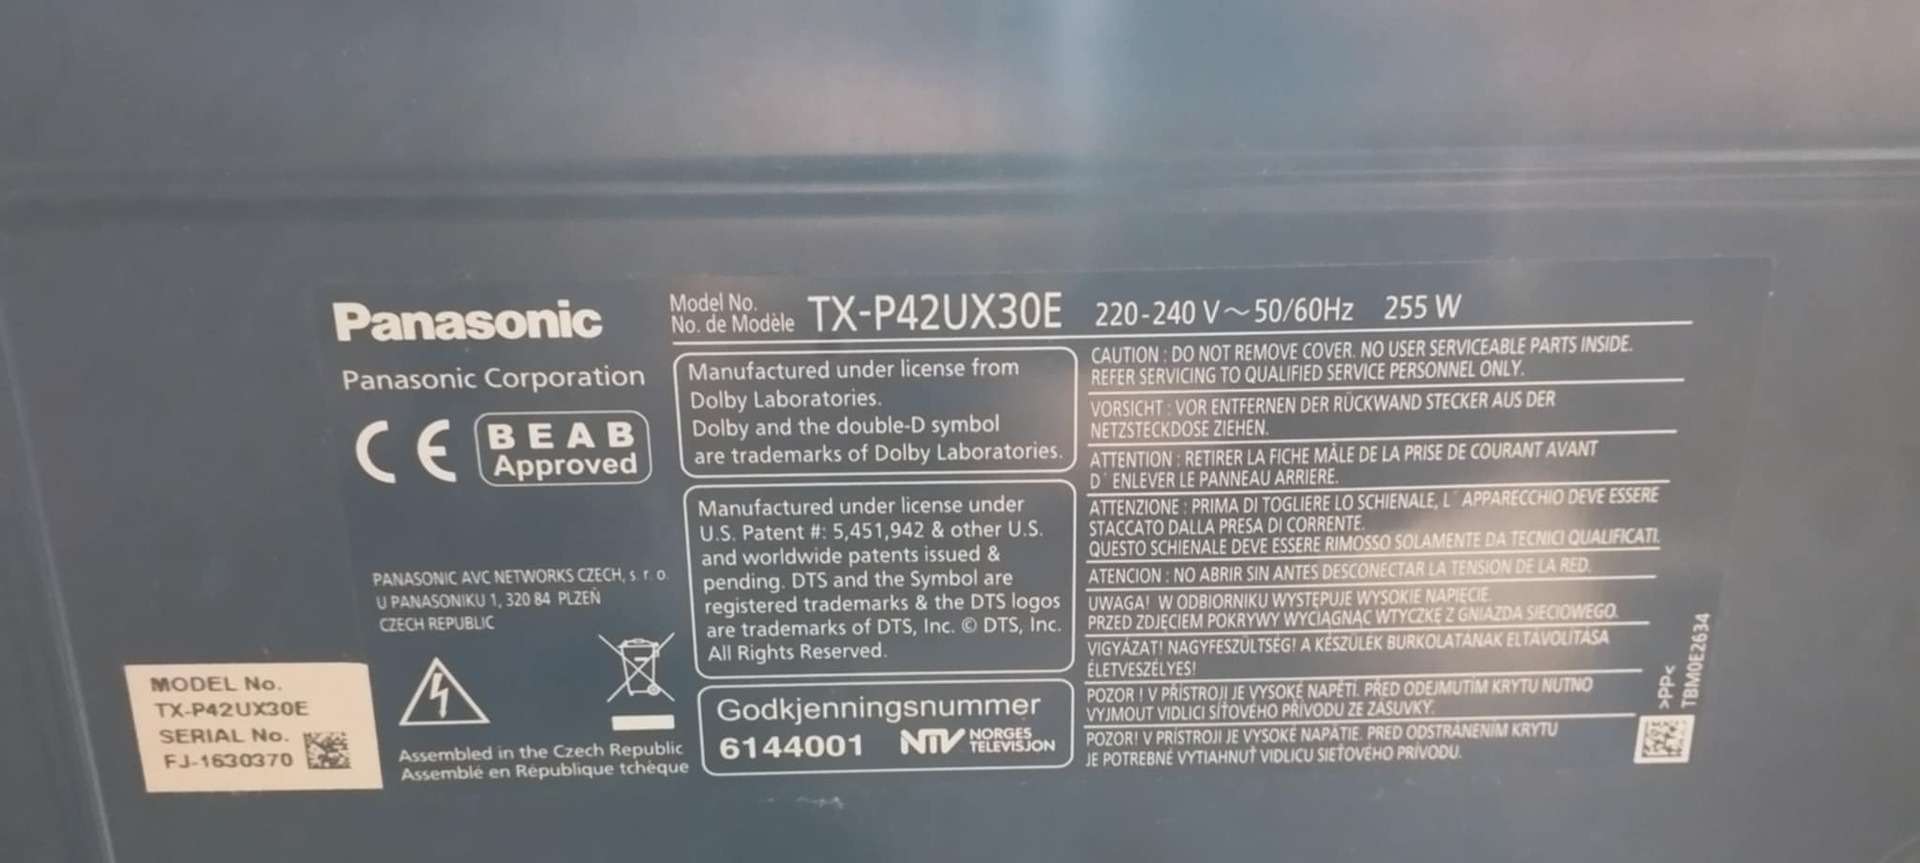 Panasonic
Panasonic Corporation
CE
BEAB
Approved
PANASONIC AVC NETWORKS CZECH, s. r. o.
U PANASONIKU 1, 320 84 PLZEŇ
CZECH REPUBLIC
Assembled in the Czech Republic
Assemblé en République tchèque
MODEL No.
TX-P42UX30E
SERIAL No.
FJ-1630370
Model No.
No. de Modèle
TX-P42UX30E 220-240 V ~ 50/60Hz 255 W
Manufactured under license from
Dolby Laboratories.
Dolby and the double-D symbol
are trademarks of Dolby Laboratories.
Manufactured under license under
U.S. Patent #: 5,451,942 & other U.S.
and worldwide patents issued &
pending. DTS and the Symbol are
registered trademarks & the DTS logos
are trademarks of DTS, Inc. © DTS, Inc.
All Rights Reserved.
Godkjenningsnummer
6144001 NTV NORGES
TELEVISJON
CAUTION : DO NOT REMOVE COVER. NO USER SERVICEABLE PARTS INSIDE.
REFER SERVICING TO QUALIFIED SERVICE PERSONNEL ONLY.
VORSICHT : VOR ENTFERNEN DER RÜCKWAND STECKER AUS DER
NETZSTECKDOSE ZIEHEN.
ATTENTION : RETIRER LA FICHE MÂLE DE LA PRISE DE COURANT AVANT
D´ ENLEVER LE PANNEAU ARRIERE.
ATTENZIONE : PRIMA DI TOGLIERE LO SCHIENALE, L´ APPARECCHIO DEVE ESSERE
STACCATO DALLA PRESA DI CORRENTE.
QUESTO SCHIENALE DEVE ESSERE RIMOSSO SOLAMENTE DA TECNICI QUALIFICATI.
ATENCION : NO ABRIR SIN ANTES DESCONECTAR LA TENSION DE LA RED.
UWAGA! W ODBIORNIKU WYSTĘPUJE WYSOKIE NAPIĘCIE.
PRZED ZDJĘCIEM POKRYWY WYCIĄGNĄĆ WTYCZKĘ Z GNIAZDA SIECIOWEGO.
VIGYÁZAT! NAGYFESZÜLTSÉG! A KÉSZÜLÉK BURKOLATÁNAK ELTÁVOLÍTÁSA
ÉLETVESZÉLYES!
POZOR ! V PŘÍSTROJI JE VYSOKÉ NAPĚTÍ. PŘED ODEJMUTÍM KRYTU NUTNO
VYJMOUT VIDLICI SÍŤOVÉHO PŘÍVODU ZE ZÁSUVKY.
POZOR! V PRÍSTROJI JE VYSOKÉ NAPÄTIE. PRED ODSTRÁNENÍM KRYTU
JE POTREBNÉ VYTIAHNUŤ VIDLICU SIEŤOVÉHO PRÍVODU.
>PP<
TBM0E2634